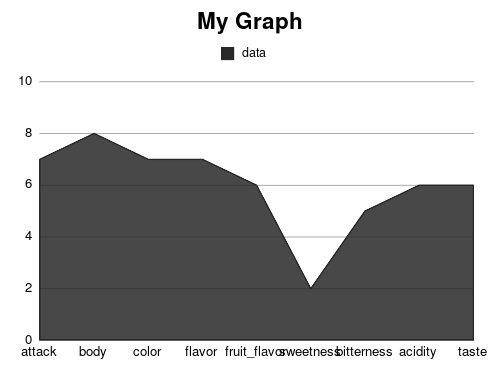 My Graph
data
10
8
6
4
2
0
attack body color flavor fruit_flavor sweetness bitterness acidity taste